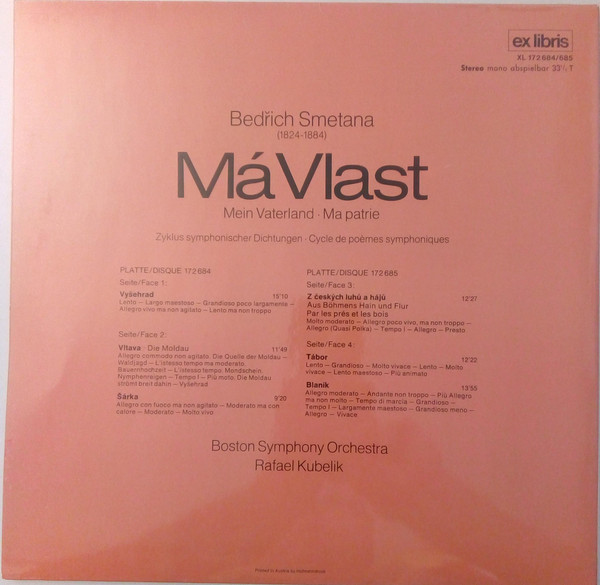 ex libris
XL 172 684/685
Stereo mono abspielbar 33⅓ T
Bedřich Smetana
(1824-1884)
Má Vlast
Mein Vaterland · Ma patrie
Zyklus symphonischer Dichtungen · Cycle de poèmes symphoniques
PLATTE/DISQUE 172 684
Seite/Face 1:
Vyšehrad 15'10
Lento – Largo maestoso – Grandioso poco largamente –
Allegro vivo ma non agitato – Lento ma non troppo
Seite/Face 2:
Vltava · Die Moldau 11'49
Allegro commodo non agitato. Die Quelle der Moldau –
Waldjagd – L'istesso tempo ma moderato.
Bauernhochzeit – L'istesso tempo. Mondschein.
Nymphenreigen – Tempo I – Più moto. Die Moldau
strömt breit dahin – Vyšehrad
Šárka 9'20
Allegro con fuoco ma non agitato – Moderato ma con
calore – Moderato – Molto vivo
PLATTE/DISQUE 172 685
Seite/Face 3:
Z českých luhů a hájů 12'27
Aus Böhmens Hain und Flur
Par les prés et les bois
Molto moderato – Allegro poco vivo, ma non troppo –
Allegro (Quasi Polka) – Tempo I – Allegro – Presto
Seite/Face 4:
Tábor 12'22
Lento – Grandioso – Molto vivace – Lento – Molto
vivace – Lento maestoso – Più animato
Blaník 13'55
Allegro moderato – Andante non troppo – Più Allegro
ma non molto – Tempo di marcia – Grandioso –
Tempo I – Largamente maestoso – Grandioso meno –
Allegro – Vivace
Boston Symphony Orchestra
Rafael Kubelik